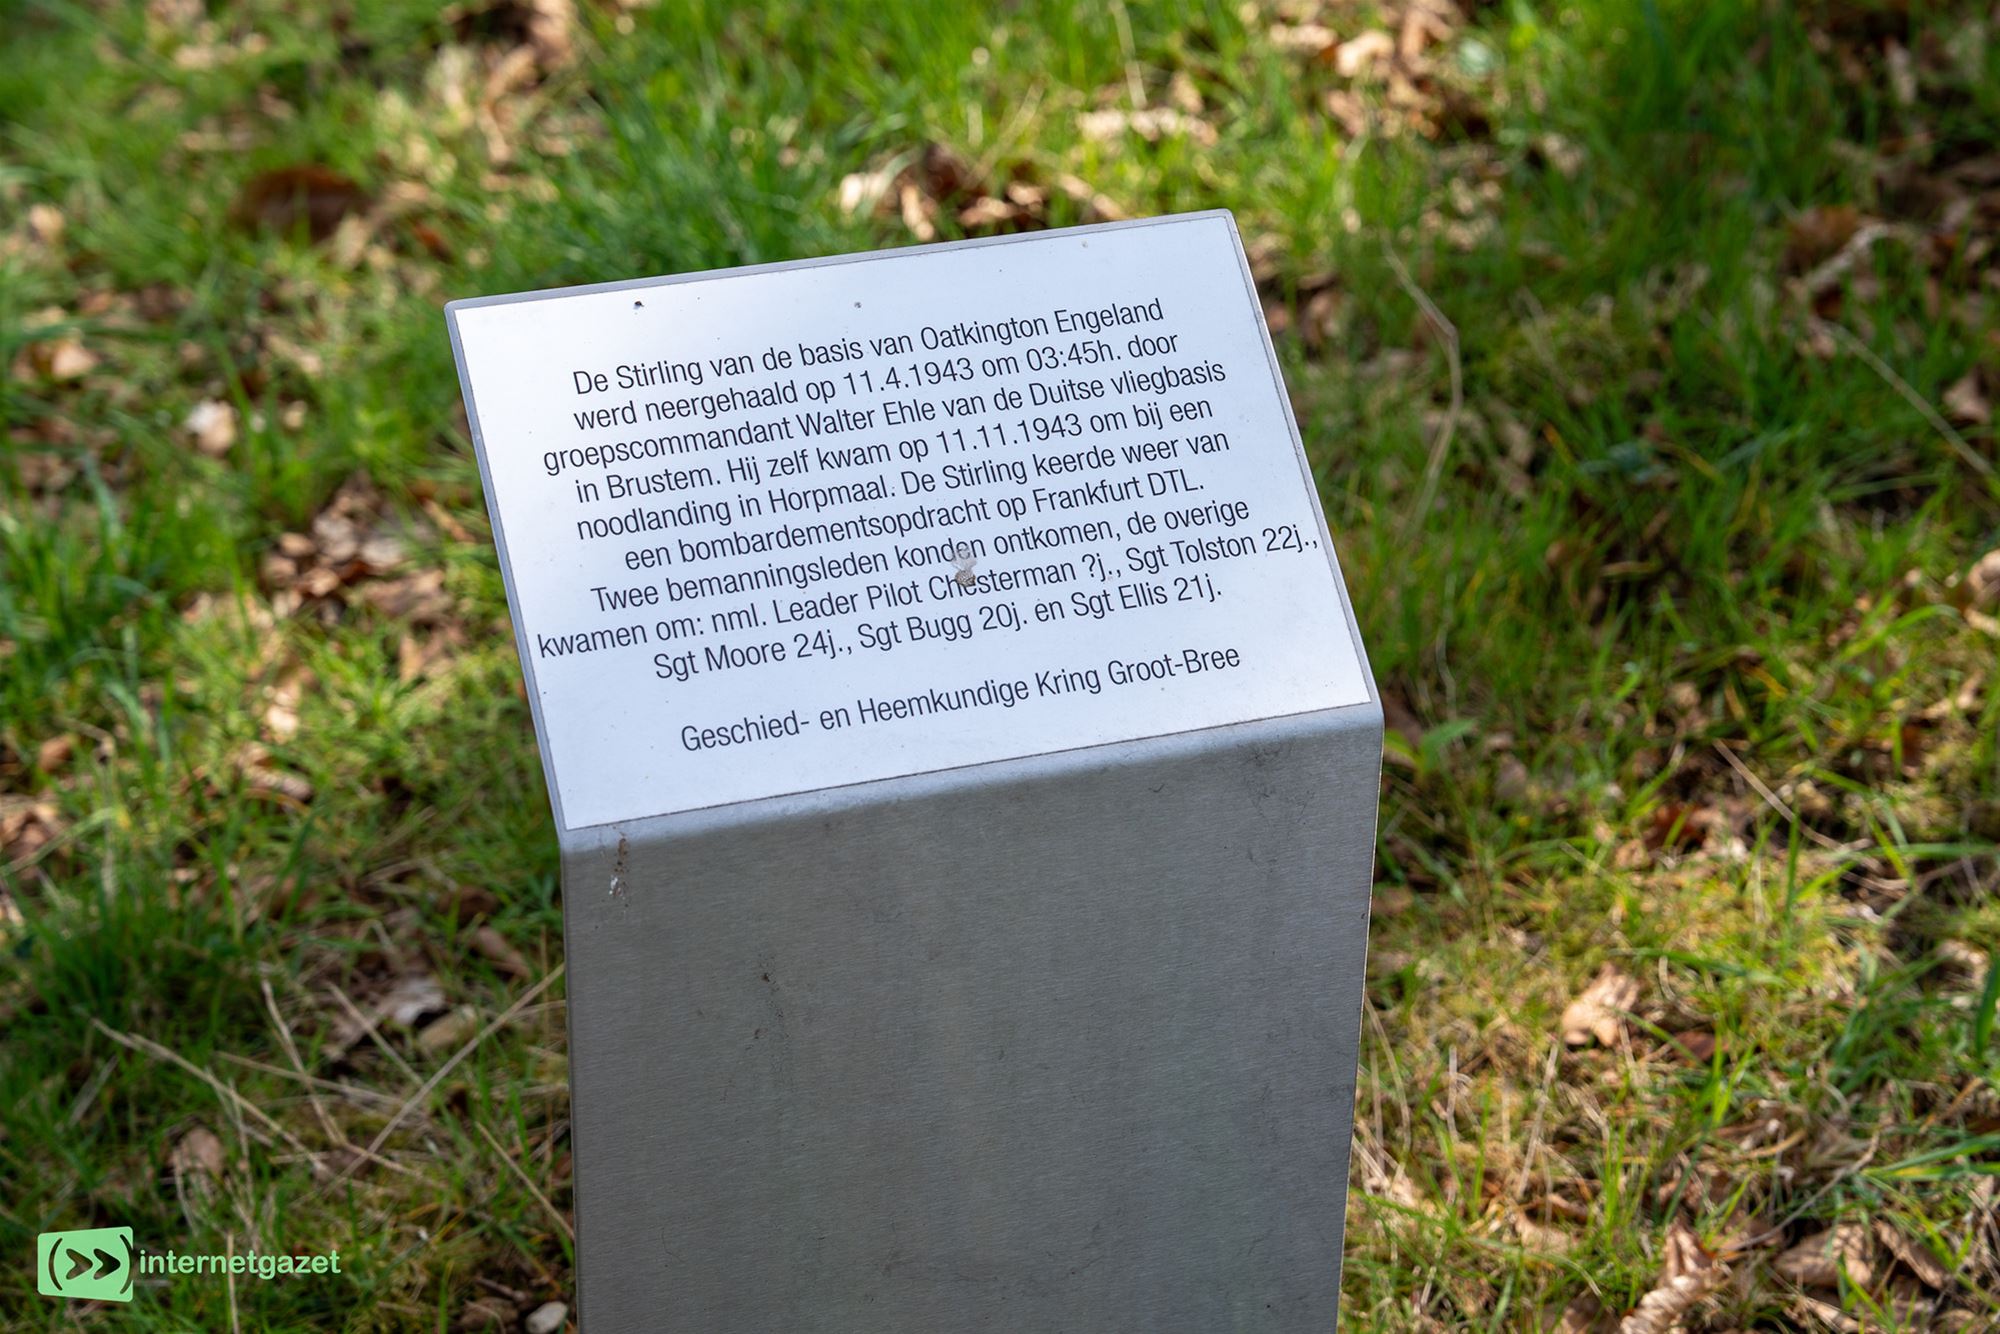 De Stirling van de basis van Oatkington Engeland
werd neergehaald op 11.4.1943 om 03:45h. door
groepscommandant Walter Ehle van de Duitse vliegbasis
in Brustem. Hij zelf kwam op 11.11.1943 om bij een
noodlanding in Horpmaal. De Stirling keerde weer van
een bombardementsopdracht op Frankfurt DTL.
Twee bemanningsleden konden ontkomen, de overige
kwamen om: nml. Leader Pilot Chesterman ?j., Sgt Tolston 22j.,
Sgt Moore 24j., Sgt Bugg 20j. en Sgt Ellis 21j.
Geschied- en Heemkundige Kring Groot-Bree
internetgazet